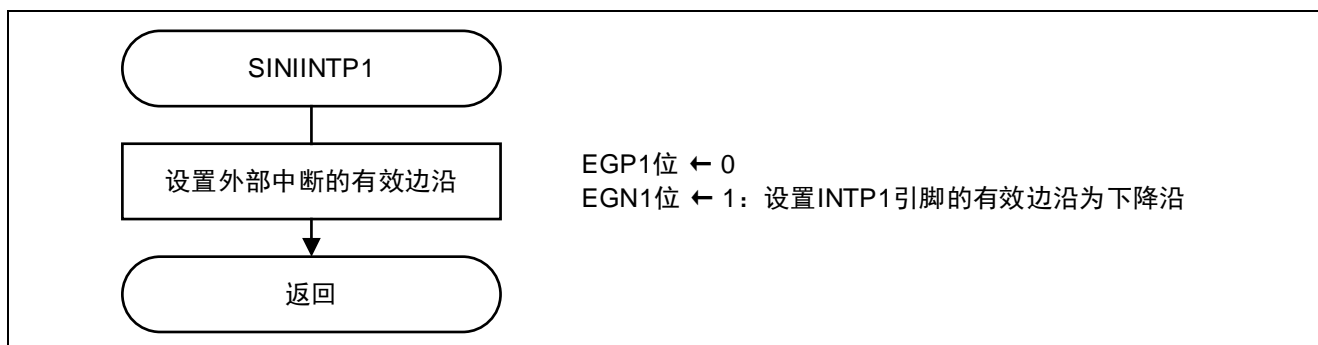 SINIINTP1
设置外部中断的有效边沿
EGP1位 ← 0
EGN1位 ← 1：设置INTP1引脚的有效边沿为下降沿
返回